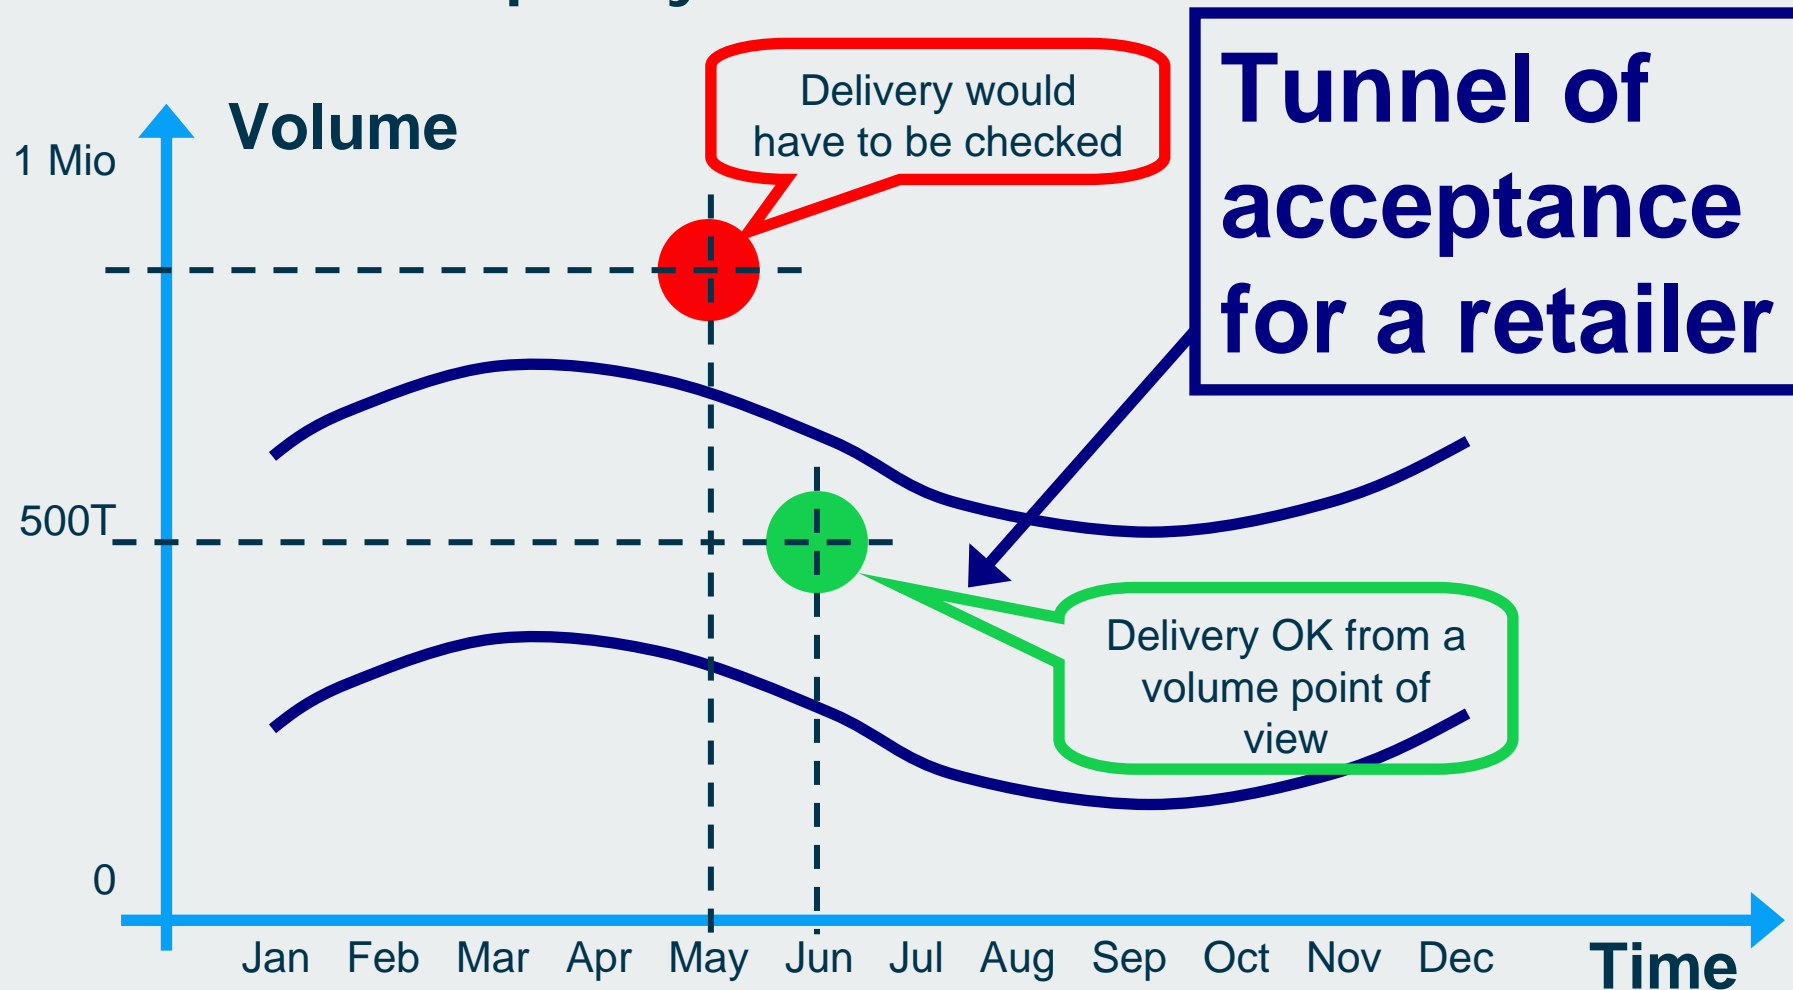 Delivery would
have to be checked
Tunnel of
acceptance
for a retailer
Volume
1 Mio
500T
Delivery OK from a
volume point of
view
0
Jan Feb Mar Apr May Jun Jul Aug Sep Oct Nov Dec
Time